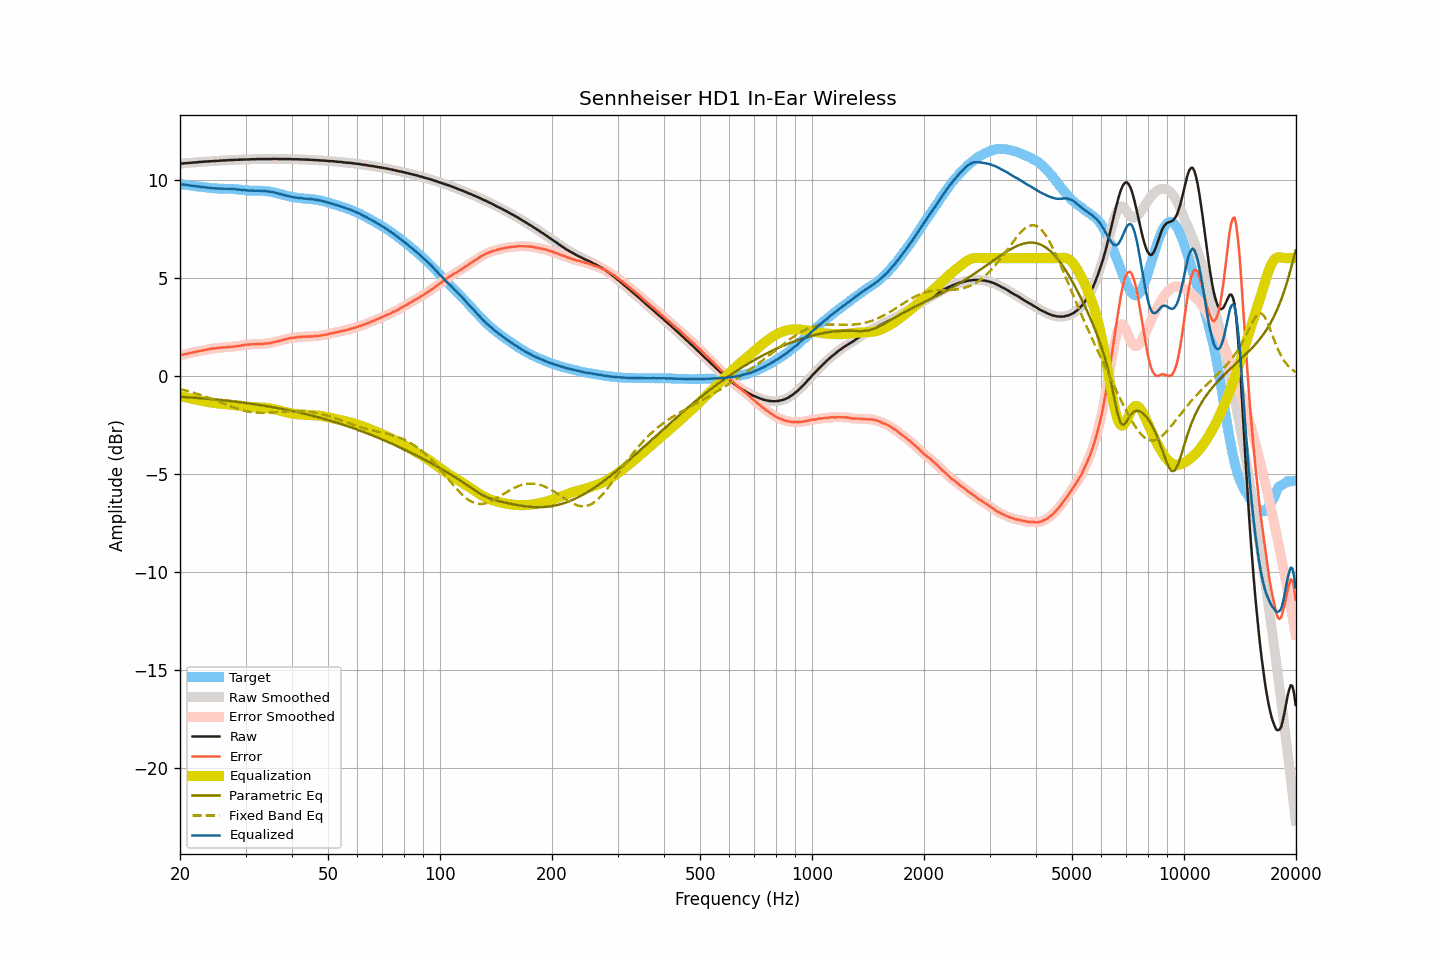 Sennheiser HD1 In-Ear Wireless
Amplitude (dBr)
10
5
0
−5
−10
−15
−20
Target
Raw Smoothed
Error Smoothed
Raw
Error
Equalization
Parametric Eq
Fixed Band Eq
Equalized
20 50 100 200 500 1000 2000 5000 10000 20000
Frequency (Hz)